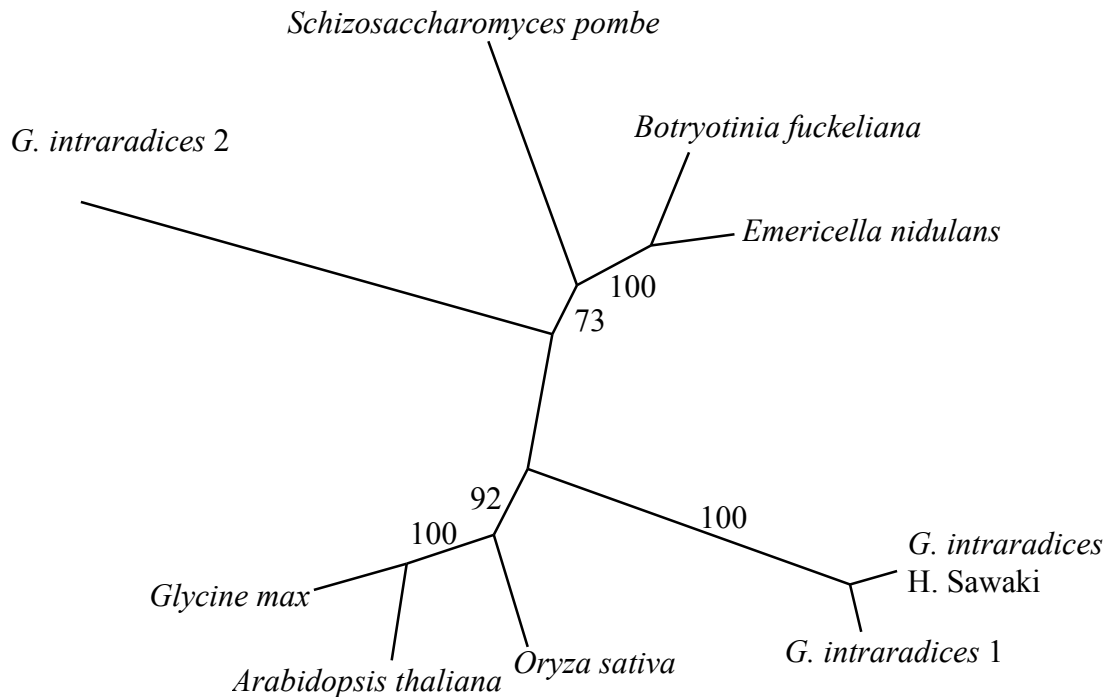 Schizosaccharomyces pombe
G. intraradices 2
Botryotinia fuckeliana
Emericella nidulans
100
73
92
100
100
G. intraradices
H. Sawaki
Glycine max
G. intraradices 1
Oryza sativa
Arabidopsis thaliana